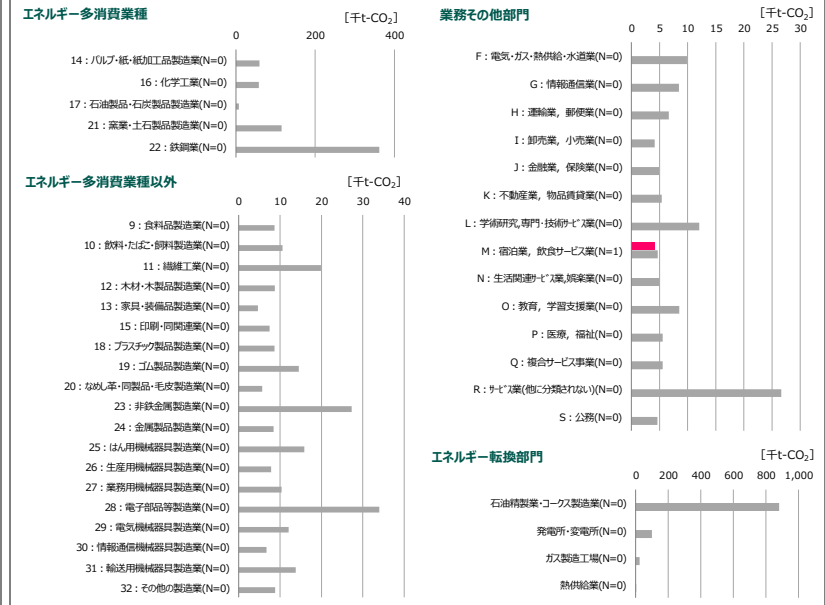 エネルギー多消費業種
［千t-CO₂］
0 200 400
14：パルプ・紙・紙加工品製造業(N=0)
16：化学工業(N=0)
17：石油製品・石炭製品製造業(N=0)
21：窯業・土石製品製造業(N=0)
22：鉄鋼業(N=0)
エネルギー多消費業種以外
［千t-CO₂］
0 10 20 30 40
9：食料品製造業(N=0)
10：飲料・たばこ・飼料製造業(N=0)
11：繊維工業(N=0)
12：木材・木製品製造業(N=0)
13：家具・装備品製造業(N=0)
15：印刷・同関連業(N=0)
18：プラスチック製品製造業(N=0)
19：ゴム製品製造業(N=0)
20：なめし革・同製品・毛皮製造業(N=0)
23：非鉄金属製造業(N=0)
24：金属製品製造業(N=0)
25：はん用機械器具製造業(N=0)
26：生産用機械器具製造業(N=0)
27：業務用機械器具製造業(N=0)
28：電子部品等製造業(N=0)
29：電気機械器具製造業(N=0)
30：情報通信機械器具製造業(N=0)
31：輸送用機械器具製造業(N=0)
32：その他の製造業(N=0)
業務その他部門
［千t-CO₂］
0 5 10 15 20 25 30
F：電気・ガス・熱供給・水道業(N=0)
G：情報通信業(N=0)
H：運輸業，郵便業(N=0)
I：卸売業，小売業(N=0)
J：金融業，保険業(N=0)
K：不動産業，物品賃貸業(N=0)
L：学術研究,専門・技術ｻｰﾋﾞｽ業(N=0)
M：宿泊業，飲食サービス業(N=1)
N：生活関連ｻｰﾋﾞｽ業,娯楽業(N=0)
O：教育，学習支援業(N=0)
P：医療，福祉(N=0)
Q：複合サービス事業(N=0)
R：ｻｰﾋﾞｽ業(他に分類されない)(N=0)
S：公務(N=0)
エネルギー転換部門
［千t-CO₂］
0 200 400 600 800 1,000
石油精製業・コークス製造業(N=0)
発電所・変電所(N=0)
ガス製造工場(N=0)
熱供給業(N=0)